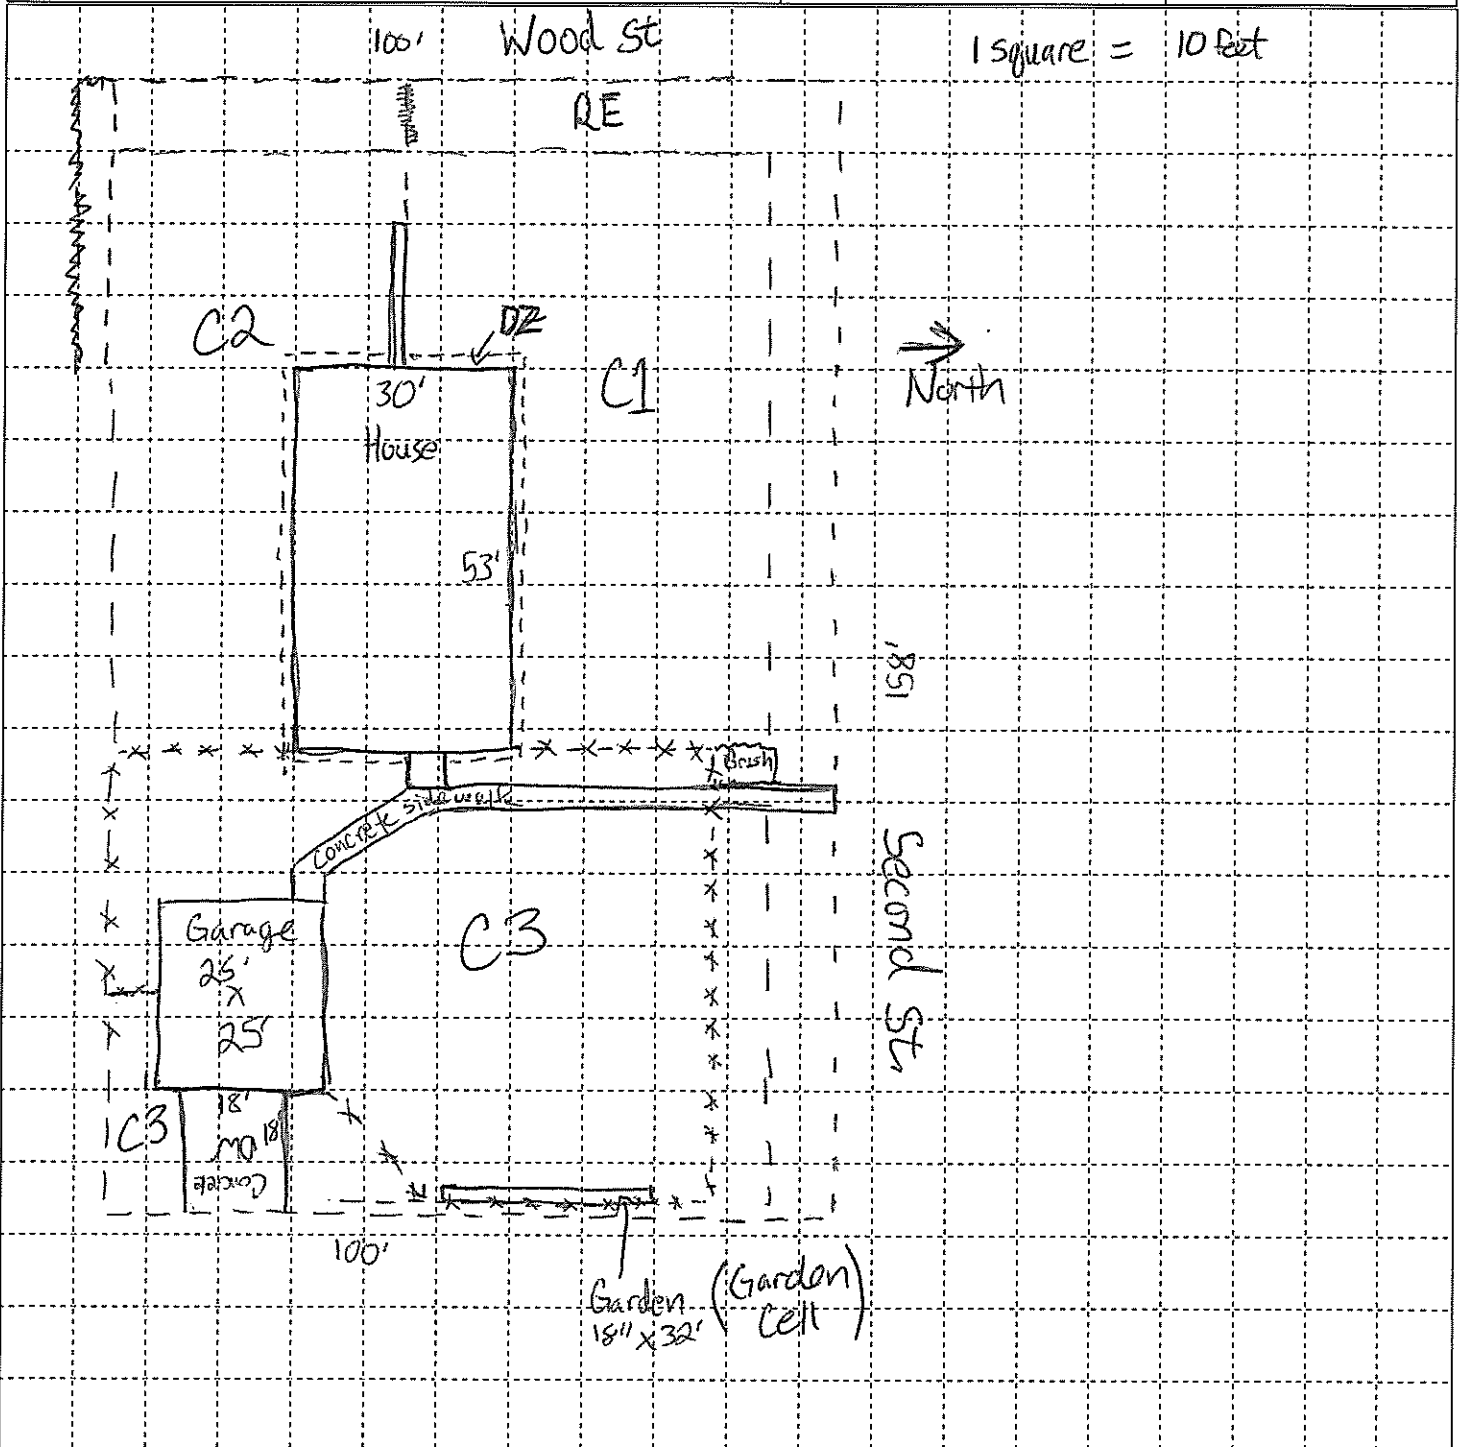 100' Wood St 1 square = 10 feet
RE
C2 DZ
C1
North
30'
House
53'
158'
Brush
Concrete sidewalk
Second St.
C3
Garage
25'
X
25'
C3
18'
18'
DW
Concrete
100'
Garden (Garden
18" x 32' Cell)